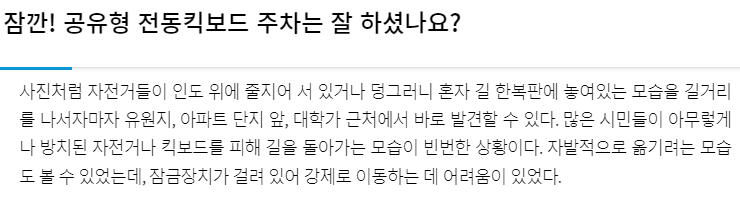 잠깐! 공유형 전동킥보드 주차는 잘 하셨나요?
사진처럼 자전거들이 인도 위에 줄지어 서 있거나 덩그러니 혼자 길 한복판에 놓여있는 모습을 길거리
를 나서자마자 유원지, 아파트 단지 앞, 대학가 근처에서 바로 발견할 수 있다. 많은 시민들이 아무렇게
나 방치된 자전거나 킥보드를 피해 길을 돌아가는 모습이 빈번한 상황이다. 자발적으로 옮기려는 모습
도 볼 수 있었는데, 잠금장치가 걸려 있어 강제로 이동하는 데 어려움이 있었다.